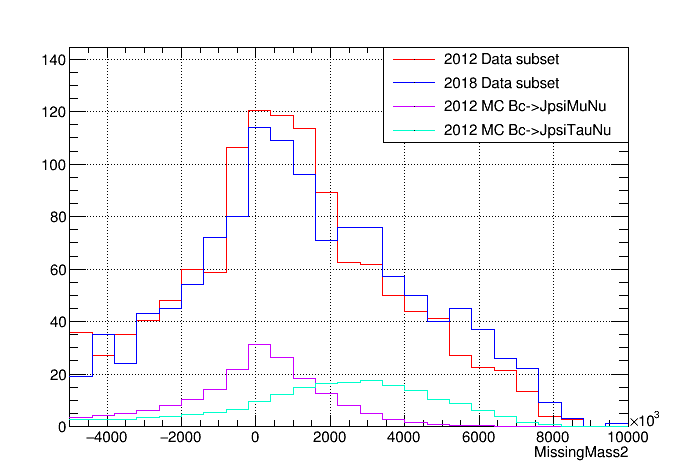 140
120
100
80
60
40
20
0
2012 Data subset
2018 Data subset
2012 MC Bc->JpsiMuNu
2012 MC Bc->JpsiTauNu
−4000 −2000 0 2000 4000 6000 8000 10000 ×10³
MissingMass2